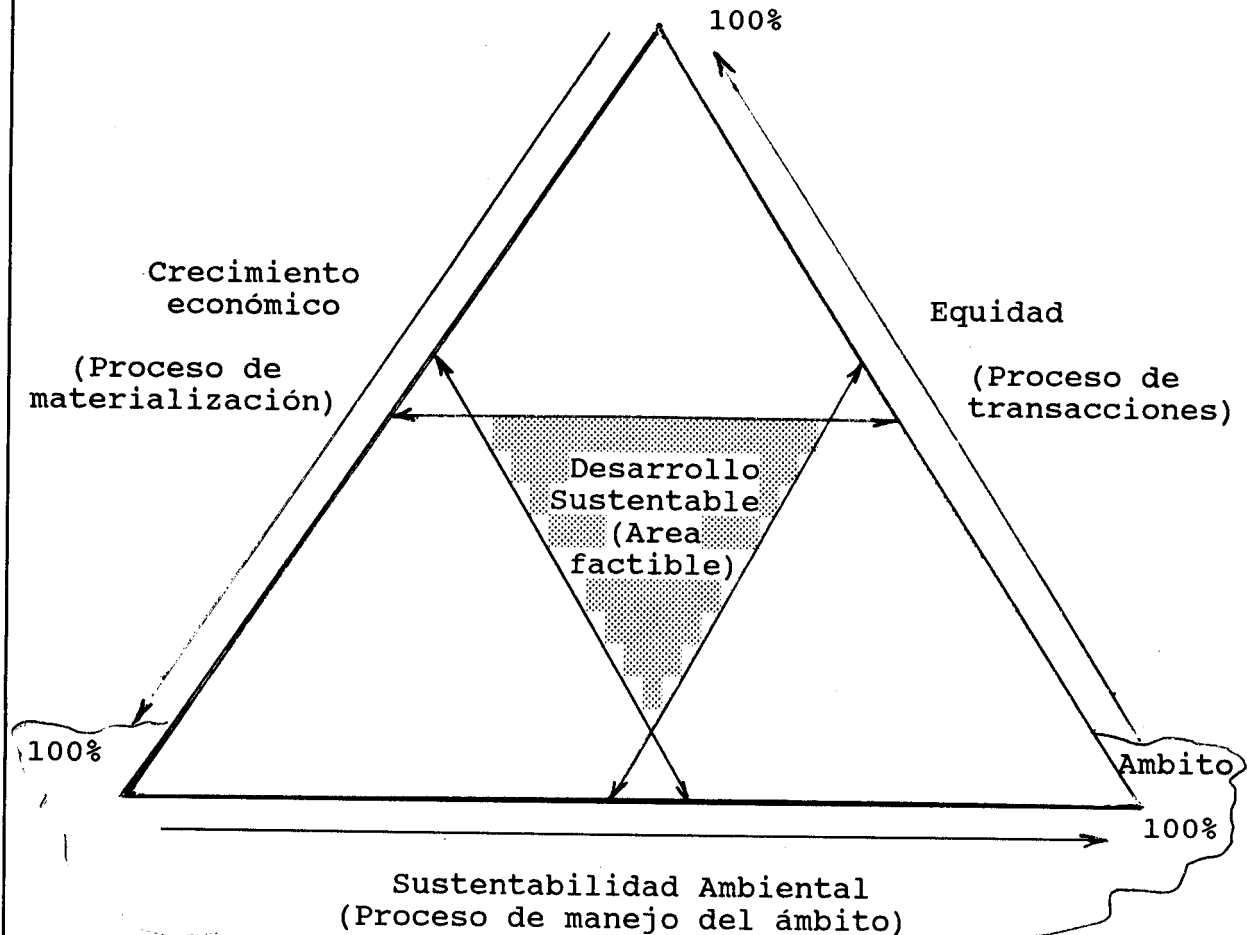 100%
Crecimiento
económico
(Proceso de
materialización)
Equidad
(Proceso de
transacciones)
Desarrollo
Sustentable
(Area
factible)
100%
Ambito
100%
Sustentabilidad Ambiental
(Proceso de manejo del ámbito)